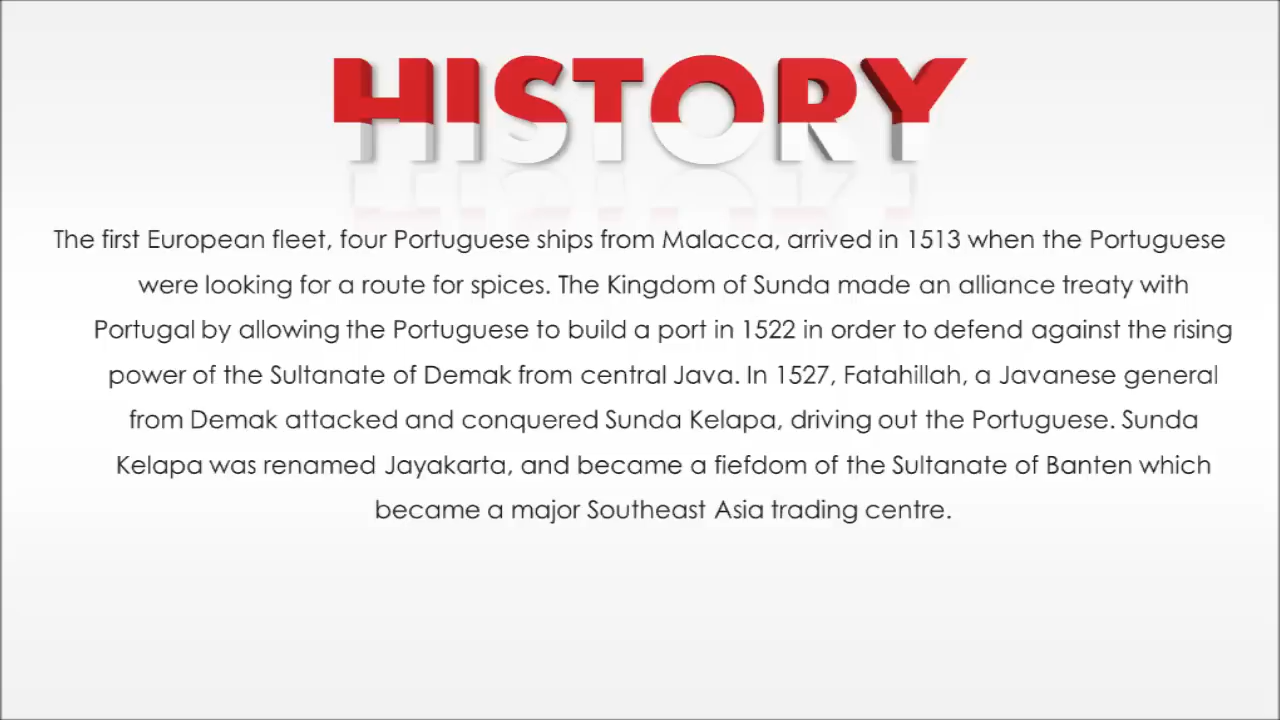 HISTORY
The first European fleet, four Portuguese ships from Malacca, arrived in 1513 when the Portuguese
were looking for a route for spices. The Kingdom of Sunda made an alliance treaty with
Portugal by allowing the Portuguese to build a port in 1522 in order to defend against the rising
power of the Sultanate of Demak from central Java. In 1527, Fatahillah, a Javanese general
from Demak attacked and conquered Sunda Kelapa, driving out the Portuguese. Sunda
Kelapa was renamed Jayakarta, and became a fiefdom of the Sultanate of Banten which
became a major Southeast Asia trading centre.